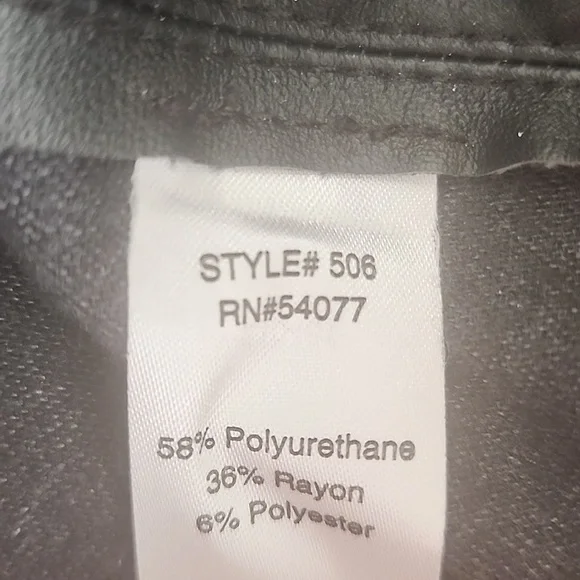 STYLE# 506
RN#54077
58% Polyurethane
36% Rayon
6% Polyester